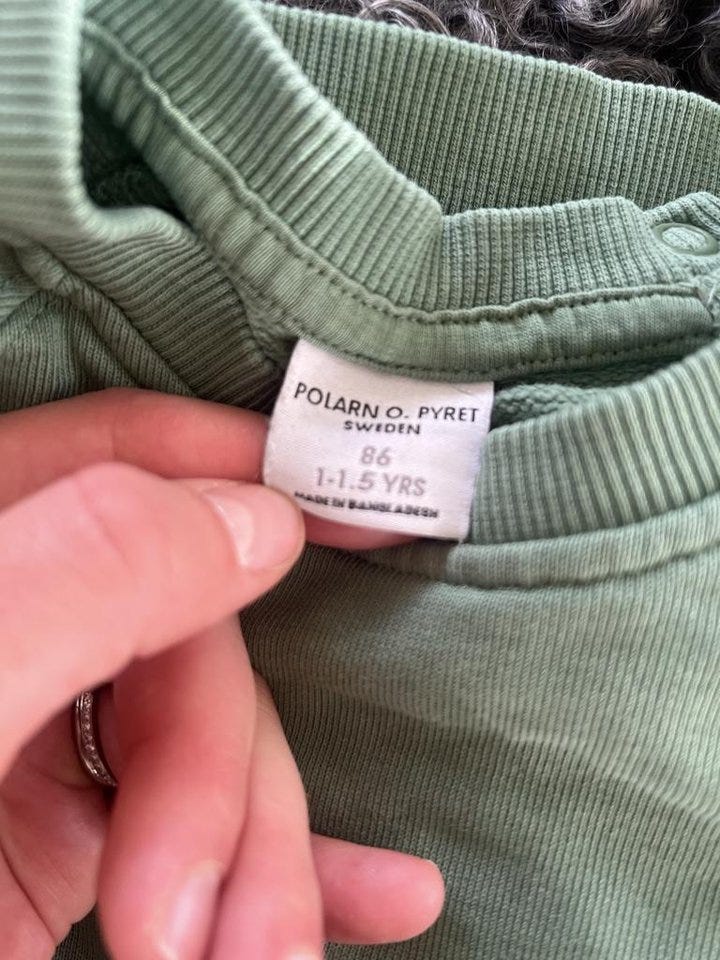 POLARN O. PYRET
SWEDEN
86
1-1.5 YRS
MADE IN BANGLADESH